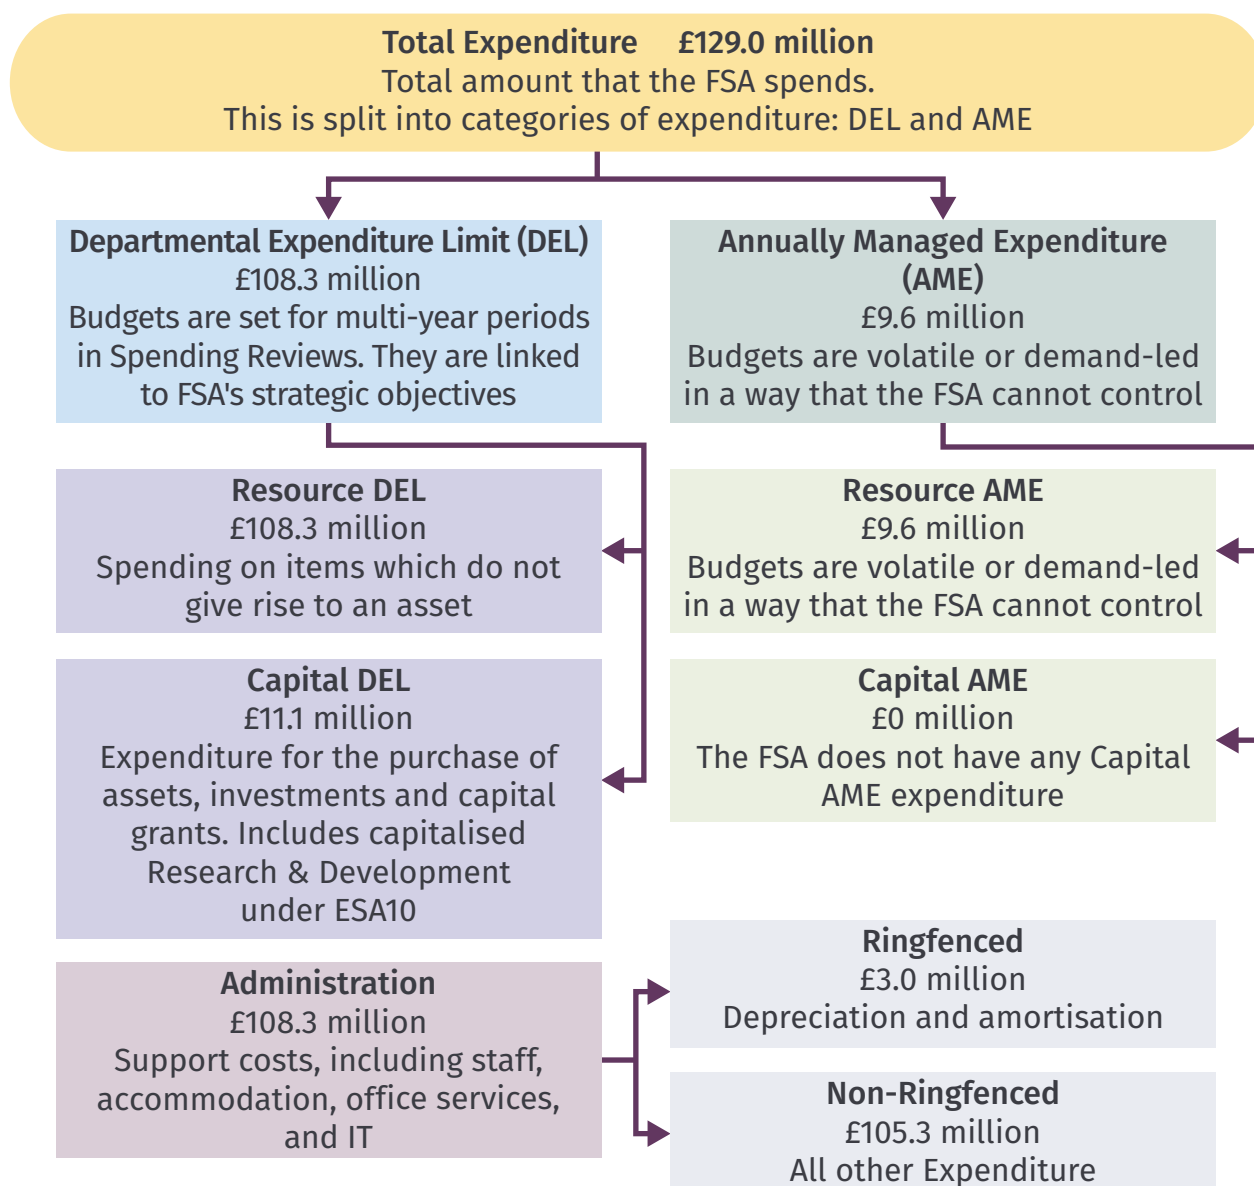 Total Expenditure £129.0 million
Total amount that the FSA spends.
This is split into categories of expenditure: DEL and AME
Departmental Expenditure Limit (DEL)
£108.3 million
Budgets are set for multi-year periods
in Spending Reviews. They are linked
to FSA's strategic objectives
Annually Managed Expenditure
(AME)
£9.6 million
Budgets are volatile or demand-led
in a way that the FSA cannot control
Resource DEL
£108.3 million
Spending on items which do not
give rise to an asset
Resource AME
£9.6 million
Budgets are volatile or demand-led
in a way that the FSA cannot control
Capital DEL
£11.1 million
Expenditure for the purchase of
assets, investments and capital
grants. Includes capitalised
Research & Development
under ESA10
Capital AME
£0 million
The FSA does not have any Capital
AME expenditure
Administration
£108.3 million
Support costs, including staff,
accommodation, office services,
and IT
Ringfenced
£3.0 million
Depreciation and amortisation
Non-Ringfenced
£105.3 million
All other Expenditure